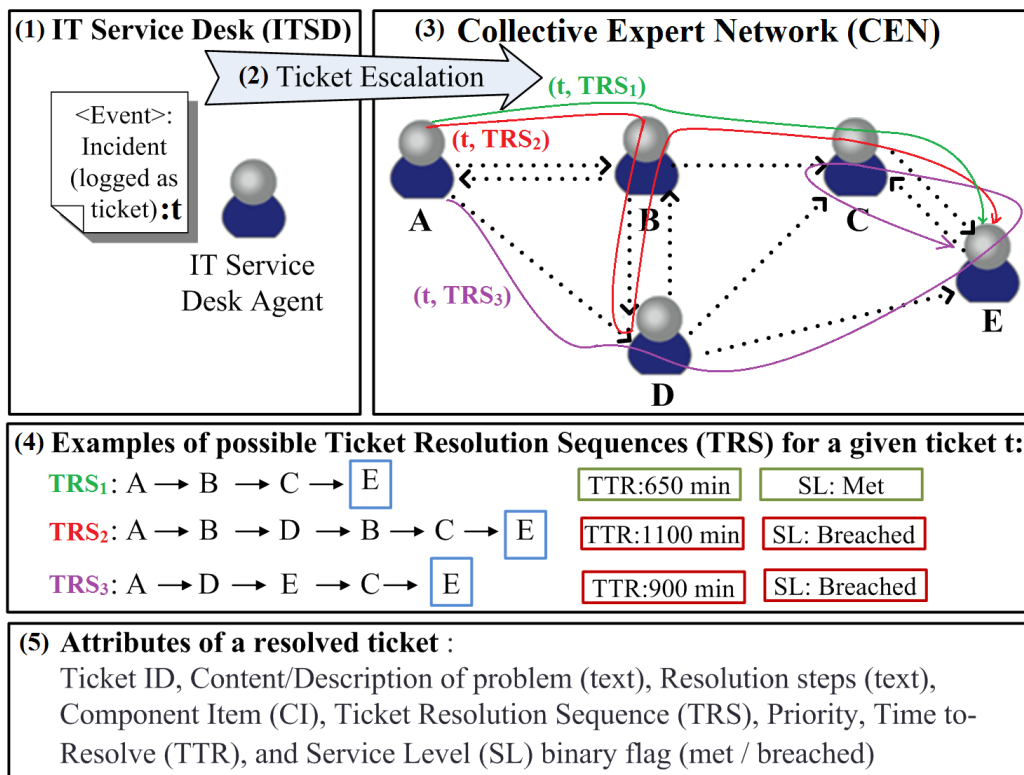 (1) IT Service Desk (ITSD)
(2) Ticket Escalation
<Event>:
Incident
(logged as
ticket):t
IT Service
Desk Agent
(3) Collective Expert Network (CEN)
(t, TRS₁)
(t, TRS₂)
A
B
C
(t, TRS₃)
E
D
(4) Examples of possible Ticket Resolution Sequences (TRS) for a given ticket t:
TRS₁: A → B → C → E TTR:650 min SL: Met
TRS₂: A → B → D → B → C → E TTR:1100 min SL: Breached
TRS₃: A → D → E → C → E TTR:900 min SL: Breached
(5) Attributes of a resolved ticket :
Ticket ID, Content/Description of problem (text), Resolution steps (text),
Component Item (CI), Ticket Resolution Sequence (TRS), Priority, Time to-
Resolve (TTR), and Service Level (SL) binary flag (met / breached)